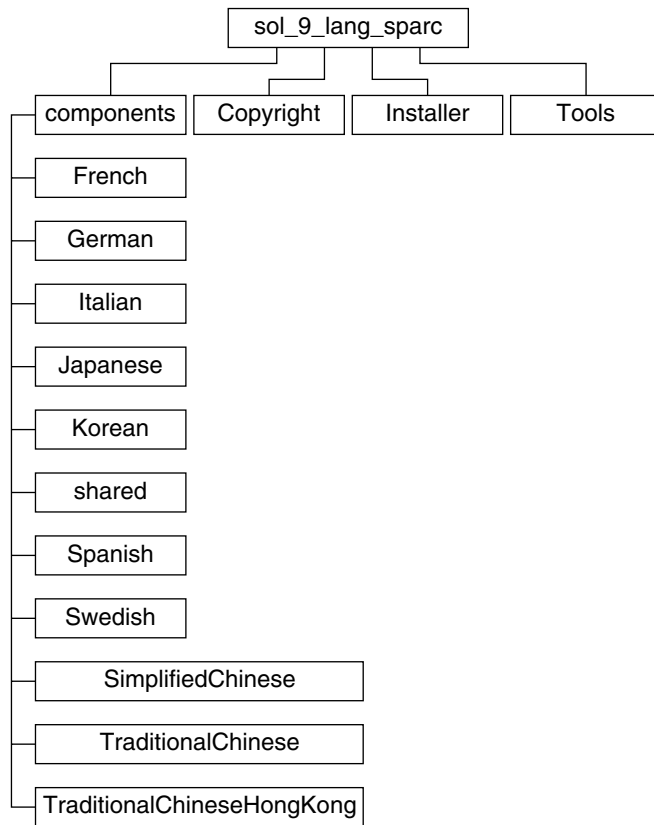 sol_9_lang_sparc
components
Copyright
Installer
Tools
French
German
Italian
Japanese
Korean
shared
Spanish
Swedish
SimplifiedChinese
TraditionalChinese
TraditionalChineseHongKong